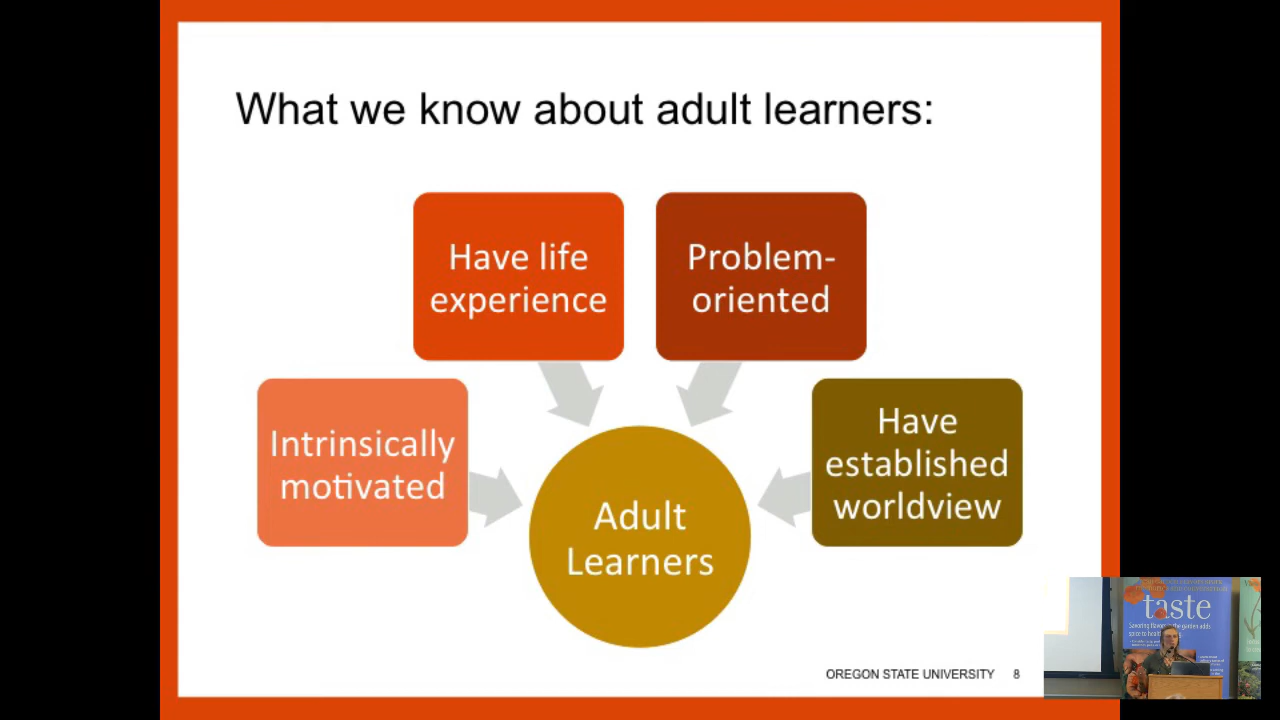 What we know about adult learners:
Have life
experience
Problem-
oriented
Intrinsically
motivated
Have
established
worldview
Adult
Learners
OREGON STATE UNIVERSITY 8
taste